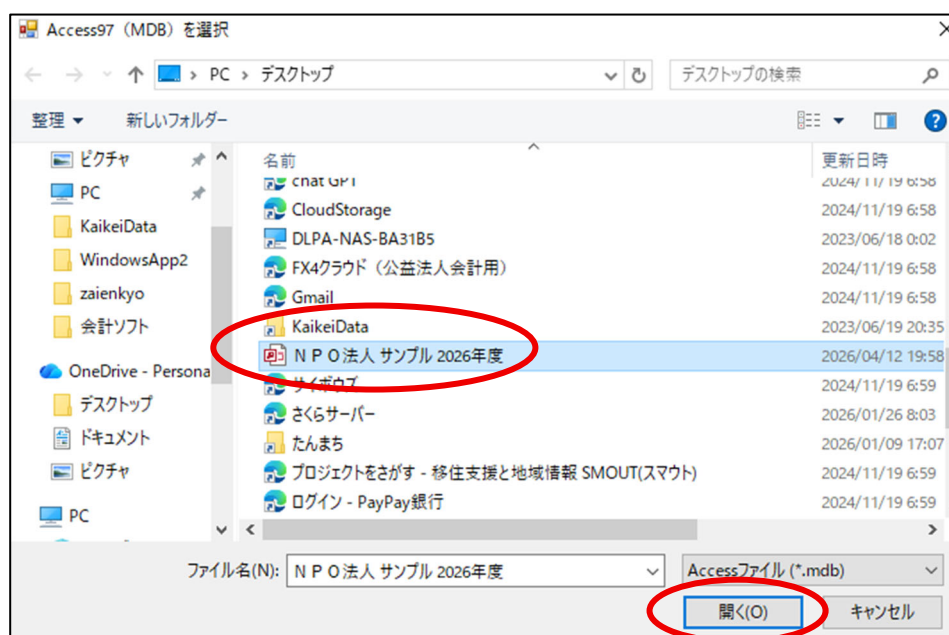 Access97（MDB）を選択
PC › デスクトップ
デスクトップの検索
整理
新しいフォルダー
ピクチャ
PC
KaikeiData
WindowsApp2
zaienkyo
会計ソフト
OneDrive - Persona
デスクトップ
ドキュメント
ピクチャ
PC
名前 更新日時
chat GPT 2024/11/19 6:58
CloudStorage 2024/11/19 6:58
DLPA-NAS-BA31B5 2023/06/18 0:02
FX4クラウド（公益法人会計用） 2024/11/19 6:58
Gmail 2024/11/19 6:58
KaikeiData 2023/06/19 20:35
ＮＰＯ法人 サンプル 2026年度 2026/04/12 19:58
サイボウズ 2024/11/19 6:59
さくらサーバー 2026/01/26 8:03
たんまち 2026/01/09 17:07
プロジェクトをさがす - 移住支援と地域情報 SMOUT(スマウト) 2024/11/19 6:59
ログイン - PayPay銀行 2024/11/19 6:59
ファイル名(N): ＮＰＯ法人 サンプル 2026年度
Accessファイル (*.mdb)
開く(O)
キャンセル